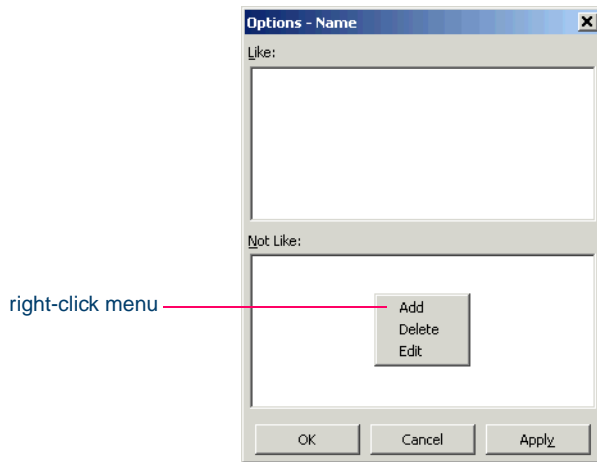 Options - Name
Like:
Not Like:
right-click menu
Add
Delete
Edit
OK Cancel Apply